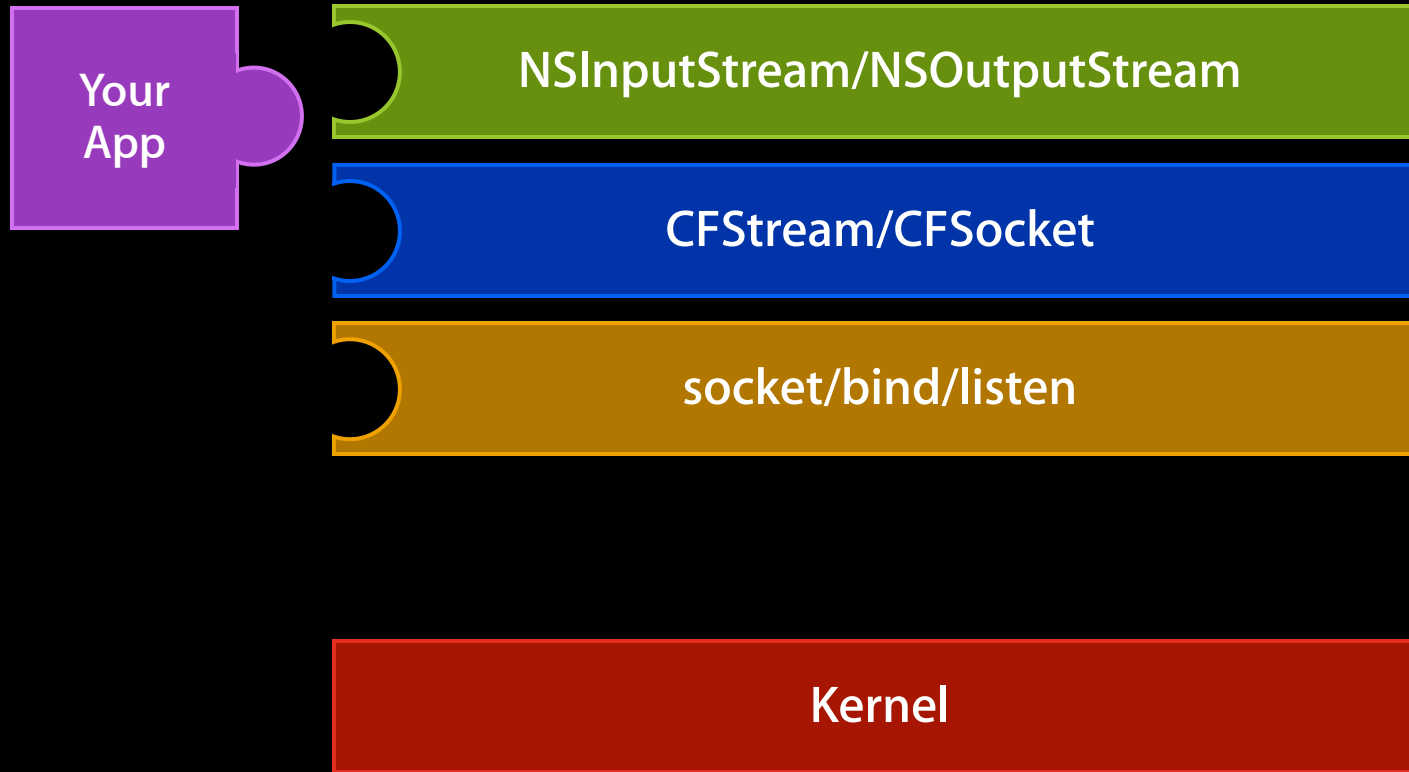 Your
App
NSInputStream/NSOutputStream
CFStream/CFSocket
socket/bind/listen
Kernel